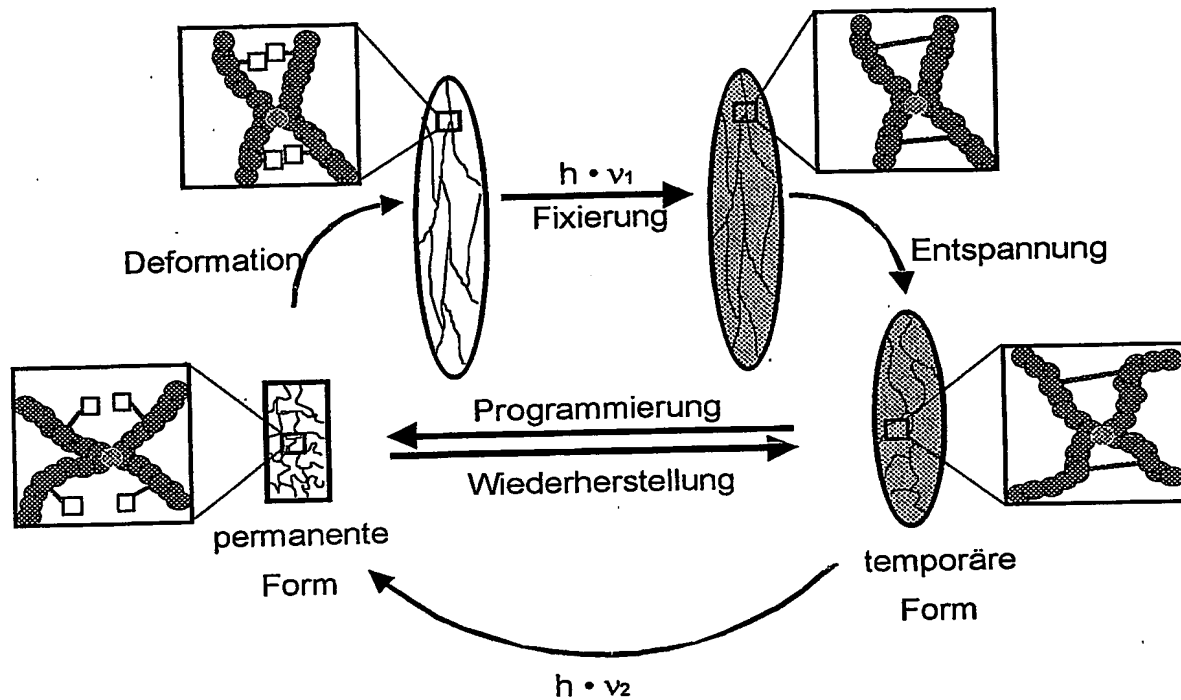 h • ν₁
Fixierung
Deformation
Entspannung
Programmierung
Wiederherstellung
permanente
Form
temporäre
Form
h • ν₂